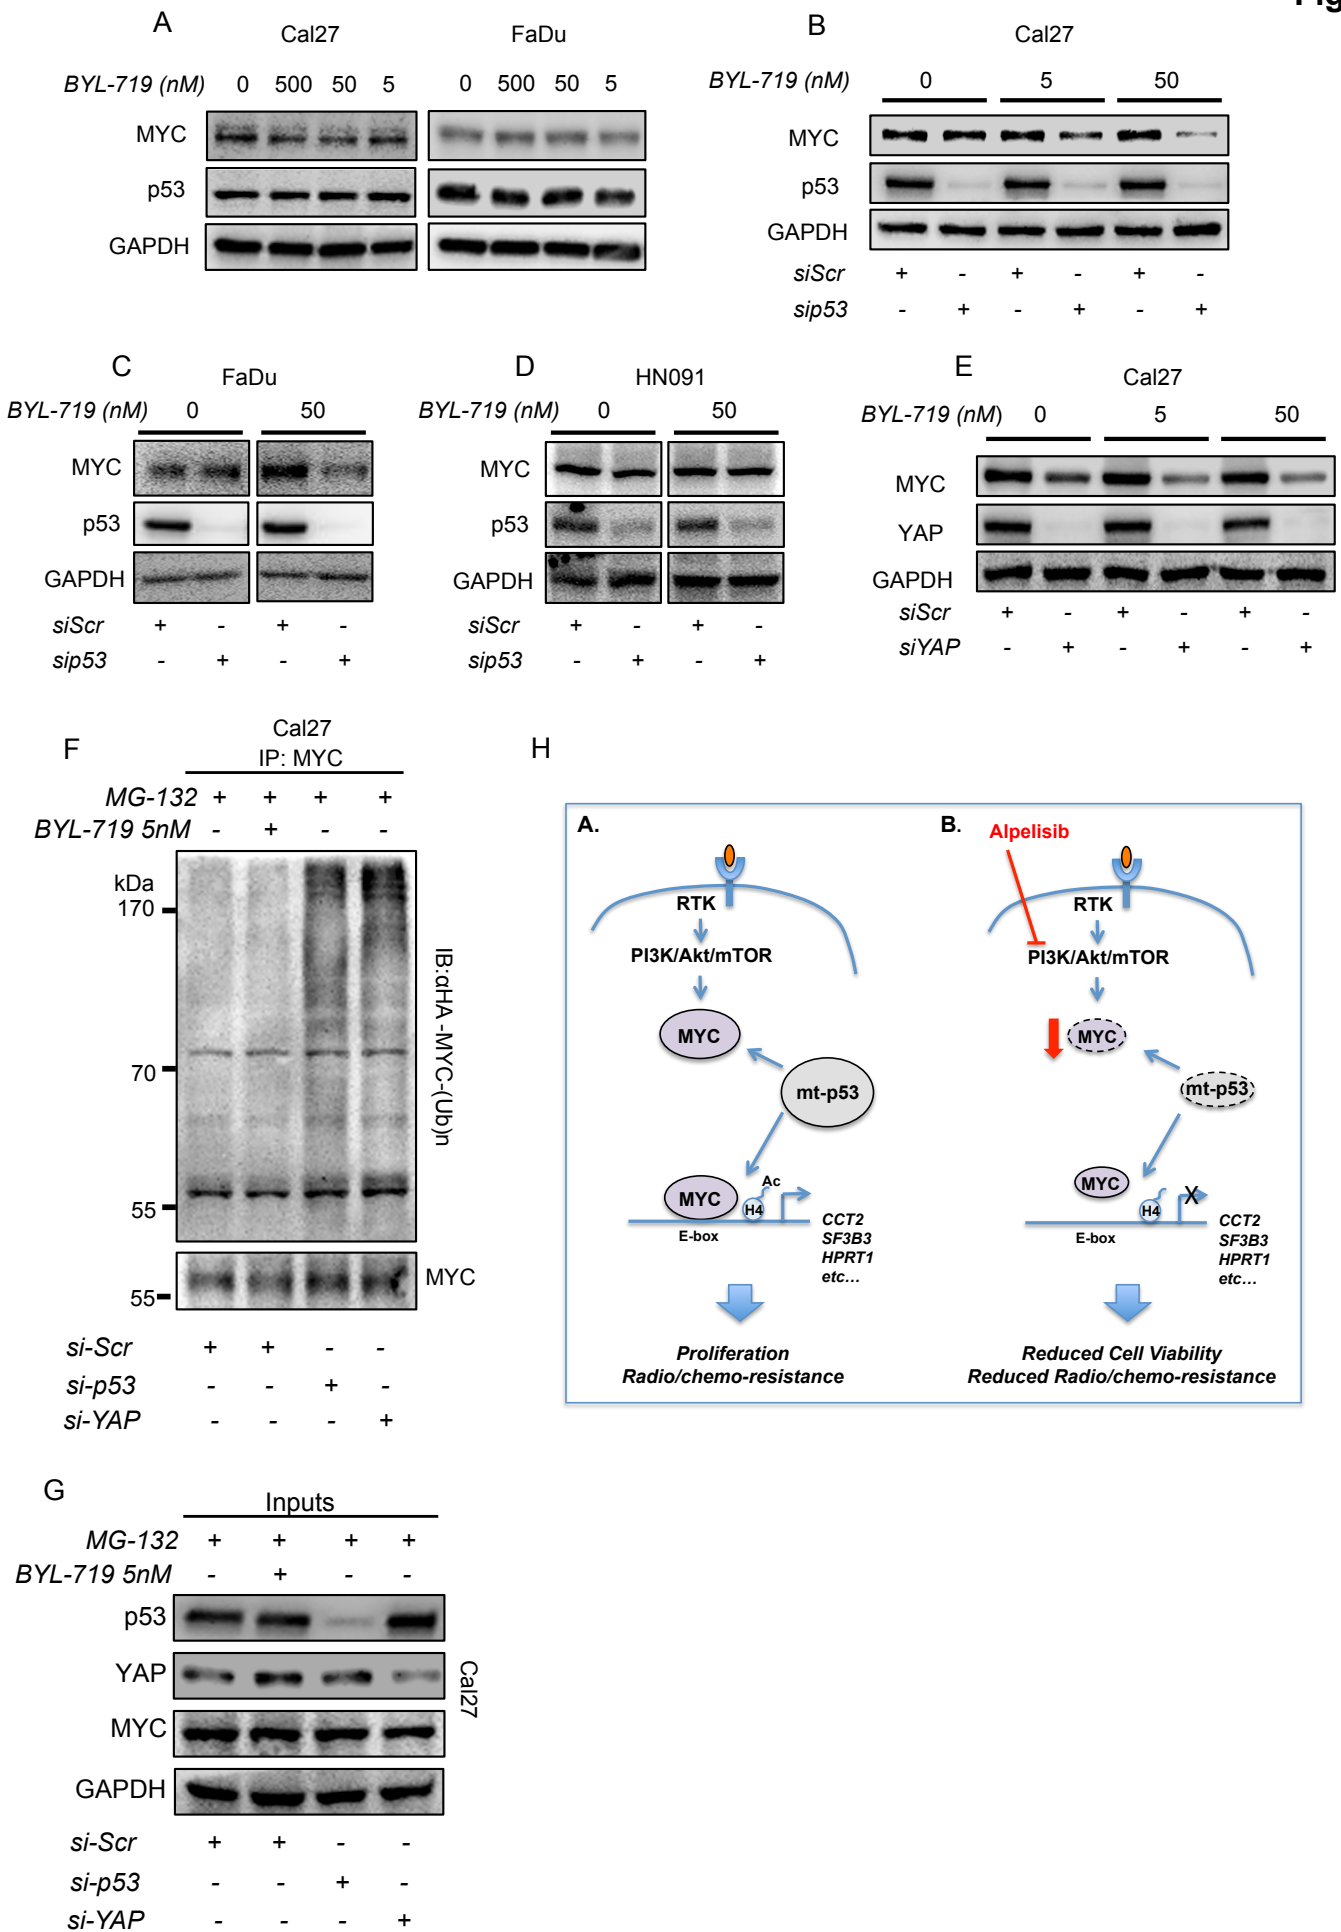 Fig
A
Cal27
FaDu
BYL-719 (nM)
0 500 50 5
0 500 50 5
MYC
p53
GAPDH
B
Cal27
BYL-719 (nM)
0 5 50
MYC
p53
GAPDH
siScr + - + - + -
sip53 - + - + - +
C
FaDu
BYL-719 (nM)
0 50
MYC
p53
GAPDH
siScr + - + -
sip53 - + - +
D
HN091
BYL-719 (nM)
0 50
MYC
p53
GAPDH
siScr + - + -
sip53 - + - +
E
Cal27
BYL-719 (nM)
0 5 50
MYC
YAP
GAPDH
siScr + - + - + -
siYAP - + - + - +
F
Cal27
IP: MYC
MG-132 + + + +
BYL-719 5nM - + - -
kDa
170
70
55
IB:αHA -MYC-(Ub)n
MYC
55
si-Scr + + - -
si-p53 - - + -
si-YAP - - - +
G
Inputs
MG-132 + + + +
BYL-719 5nM - + - -
p53
YAP
MYC
GAPDH
Cal27
si-Scr + + - -
si-p53 - - + -
si-YAP - - - +
H
A.
RTK
PI3K/Akt/mTOR
MYC
mt-p53
MYC
Ac
H4
E-box
CCT2
SF3B3
HPRT1
etc...
Proliferation
Radio/chemo-resistance
B.
Alpelisib
RTK
PI3K/Akt/mTOR
MYC
mt-p53
MYC
H4
X
E-box
CCT2
SF3B3
HPRT1
etc...
Reduced Cell Viability
Reduced Radio/chemo-resistance